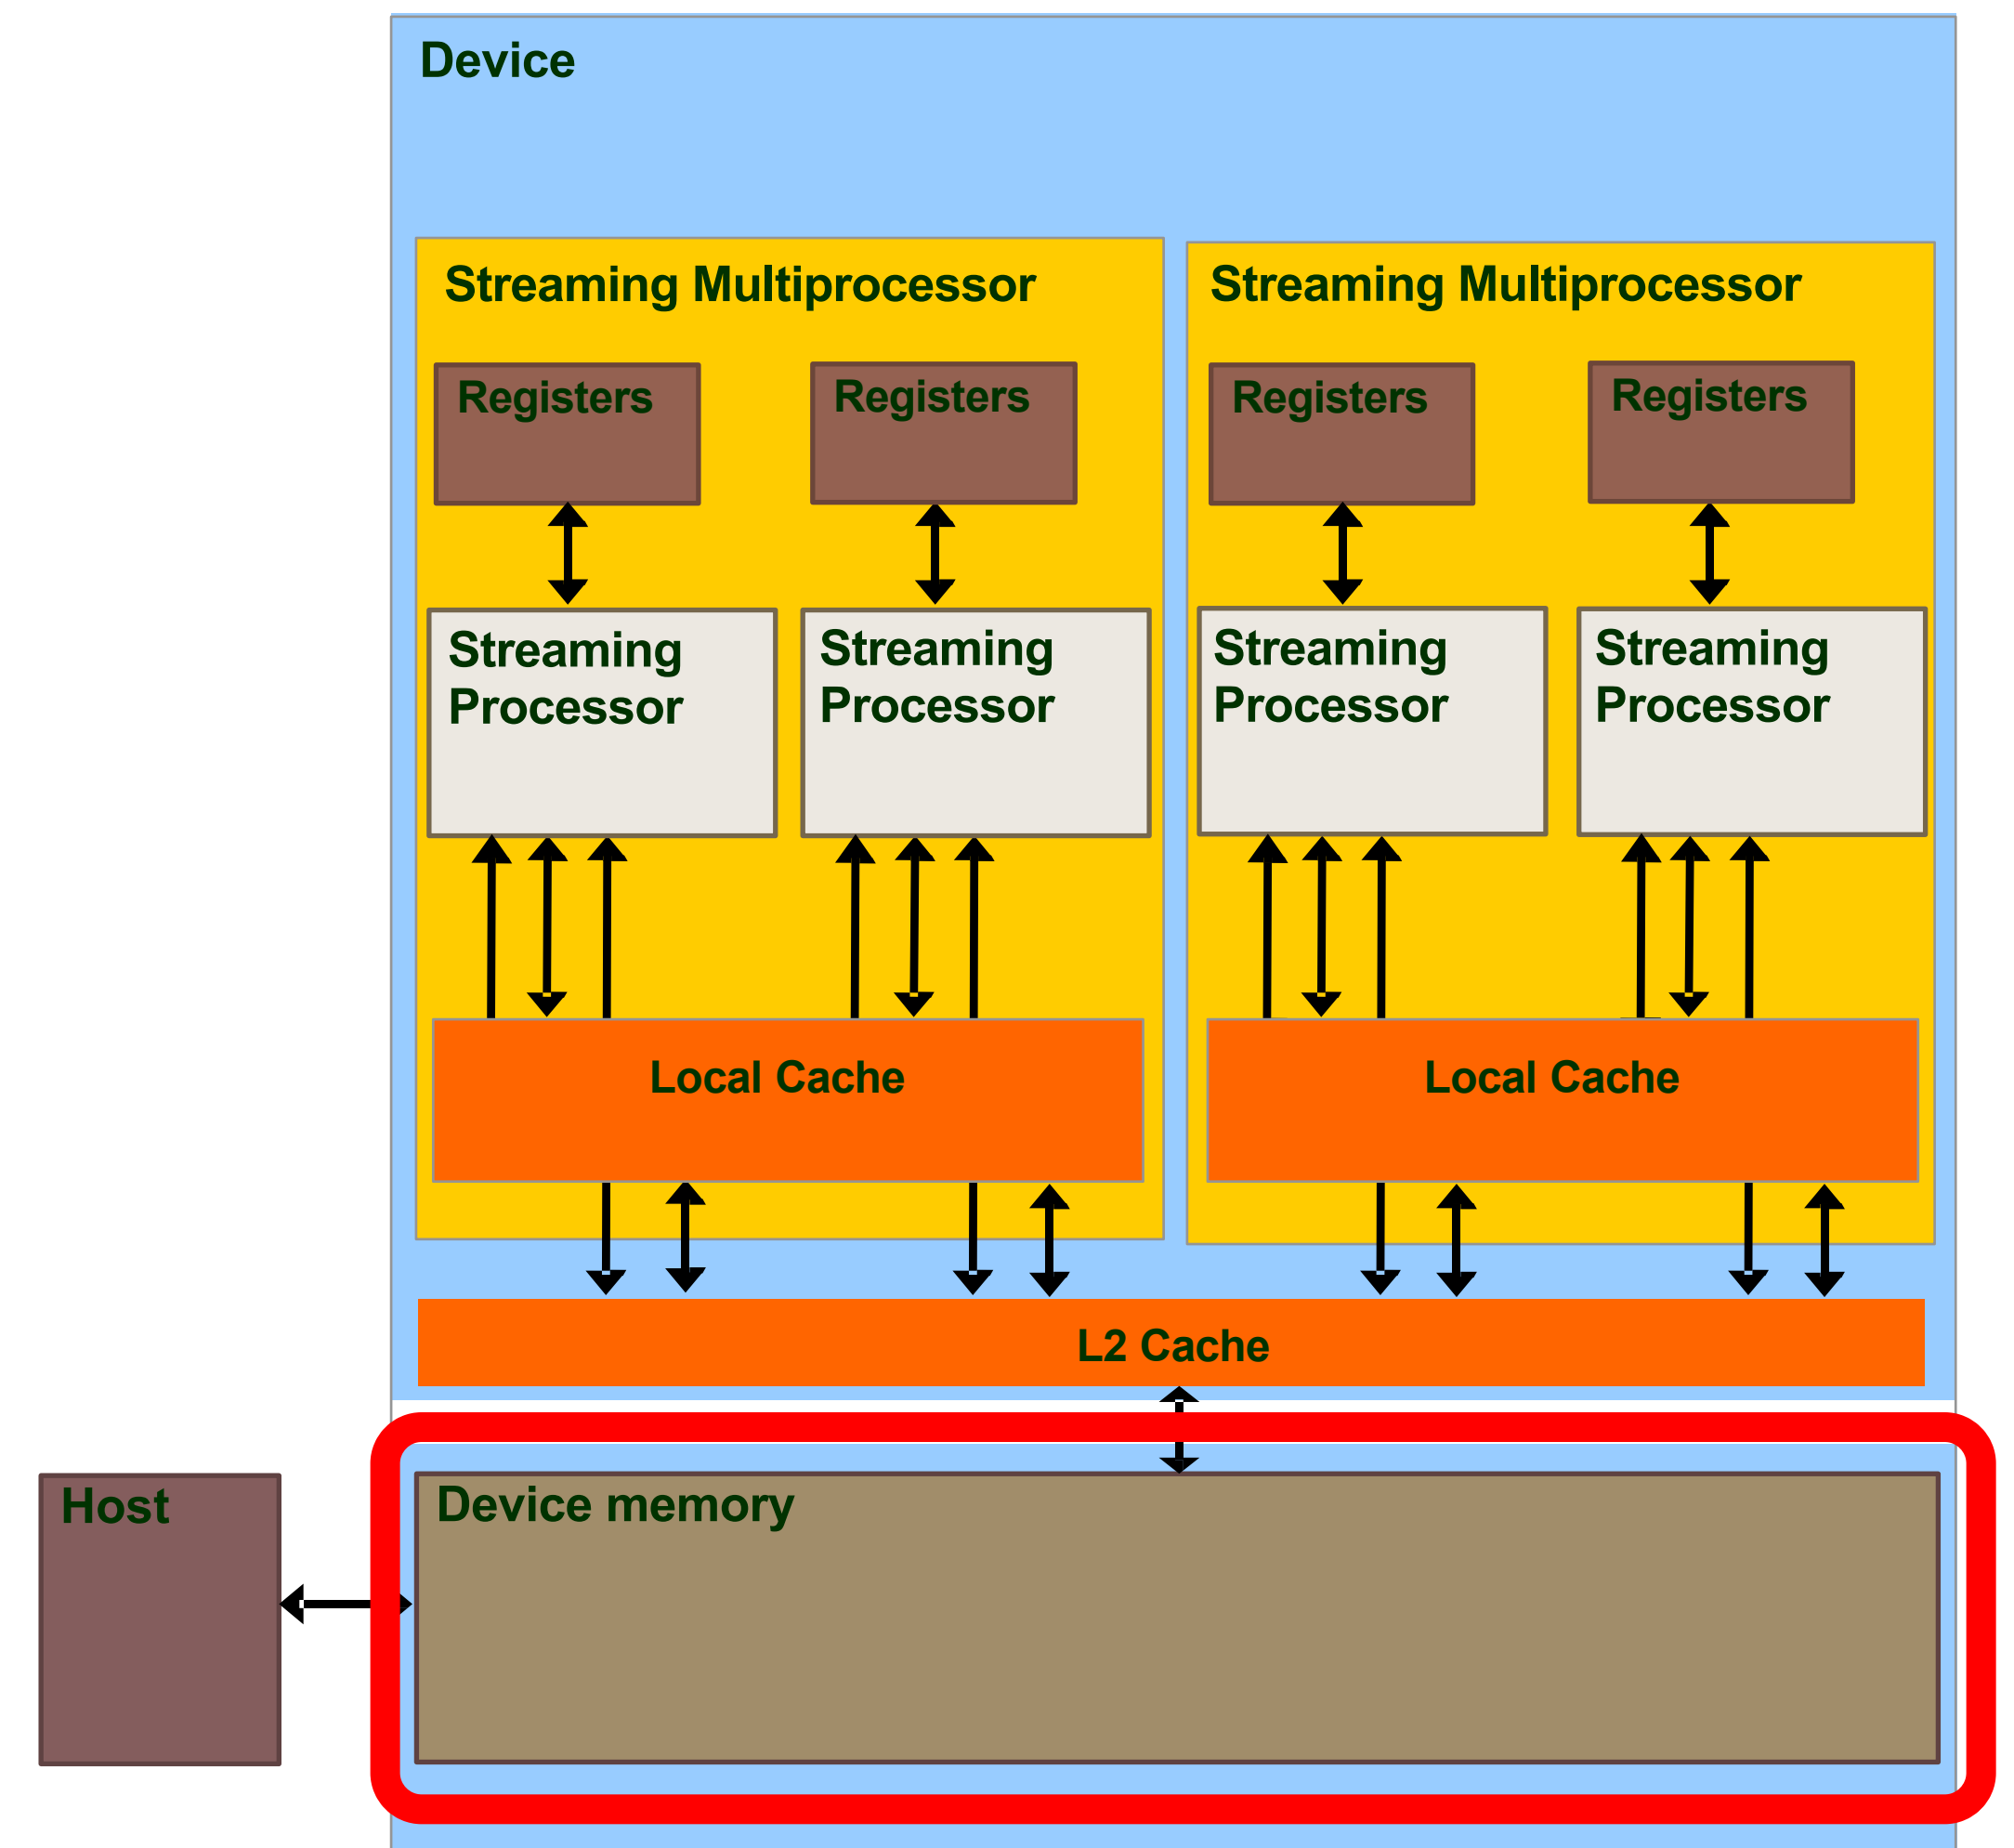 Device
Streaming Multiprocessor
Streaming Multiprocessor
Registers
Registers
Registers
Registers
Streaming
Processor
Streaming
Processor
Streaming
Processor
Streaming
Processor
Local Cache
Local Cache
L2 Cache
Host
Device memory